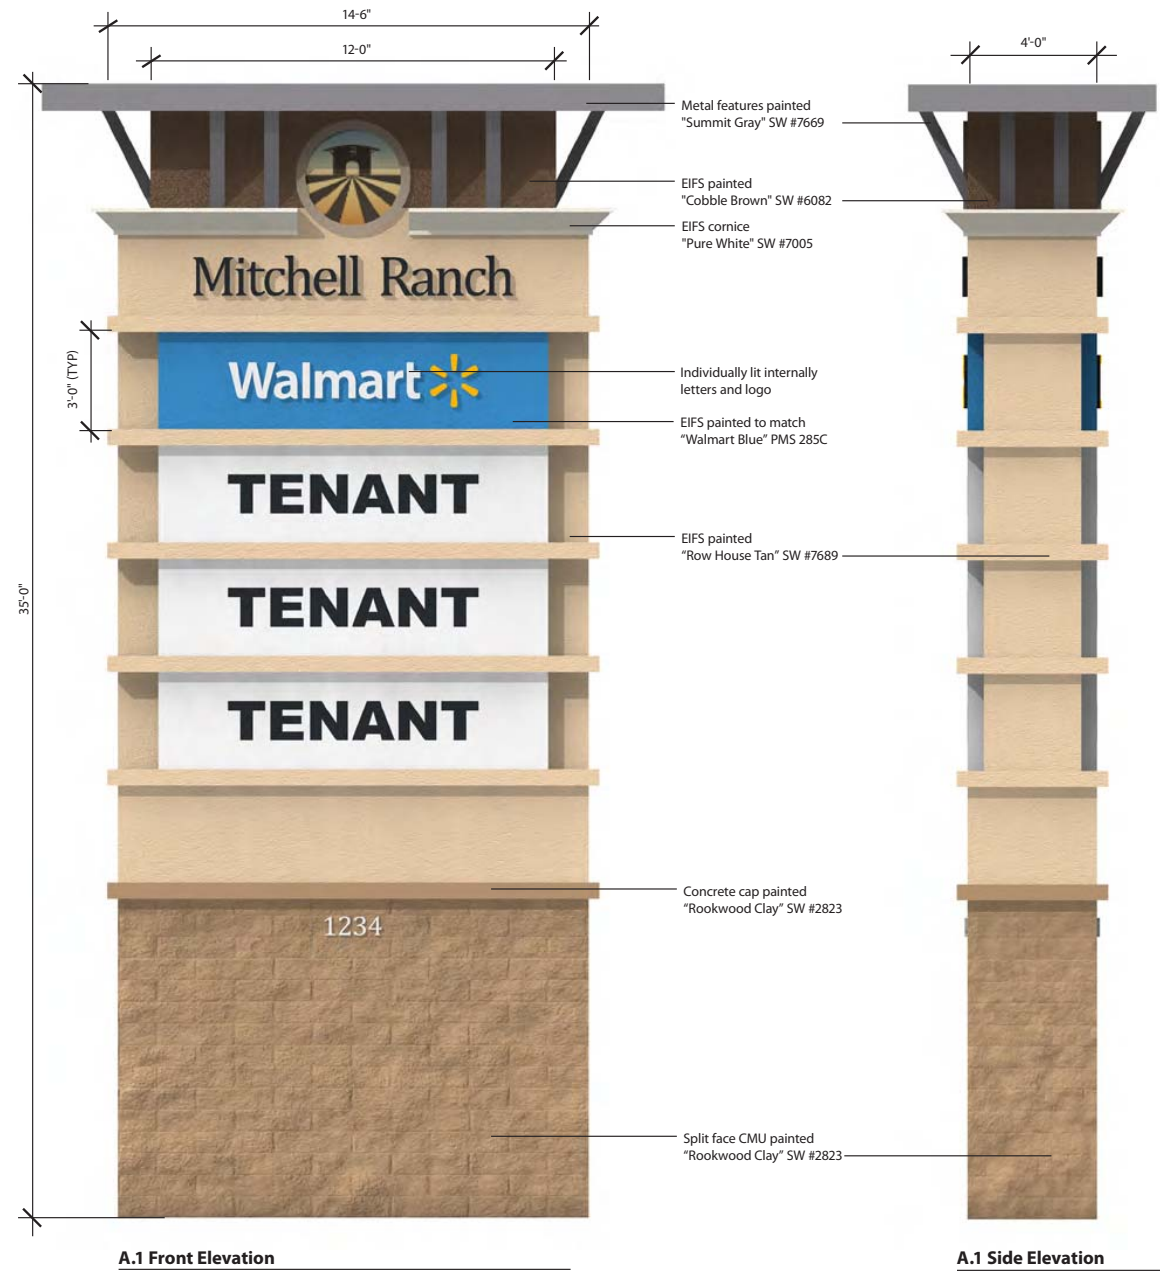 14-6"
12-0"
4'-0"
Metal features painted
"Summit Gray" SW #7669
EIFS painted
"Cobble Brown" SW #6082
EIFS cornice
"Pure White" SW #7005
Mitchell Ranch
3'-0" (TYP)
Walmart
Individually lit internally
letters and logo
EIFS painted to match
“Walmart Blue” PMS 285C
TENANT
EIFS painted
“Row House Tan” SW #7689
35'-0"
TENANT
TENANT
Concrete cap painted
“Rookwood Clay” SW #2823
1234
Split face CMU painted
“Rookwood Clay” SW #2823
A.1 Front Elevation
A.1 Side Elevation